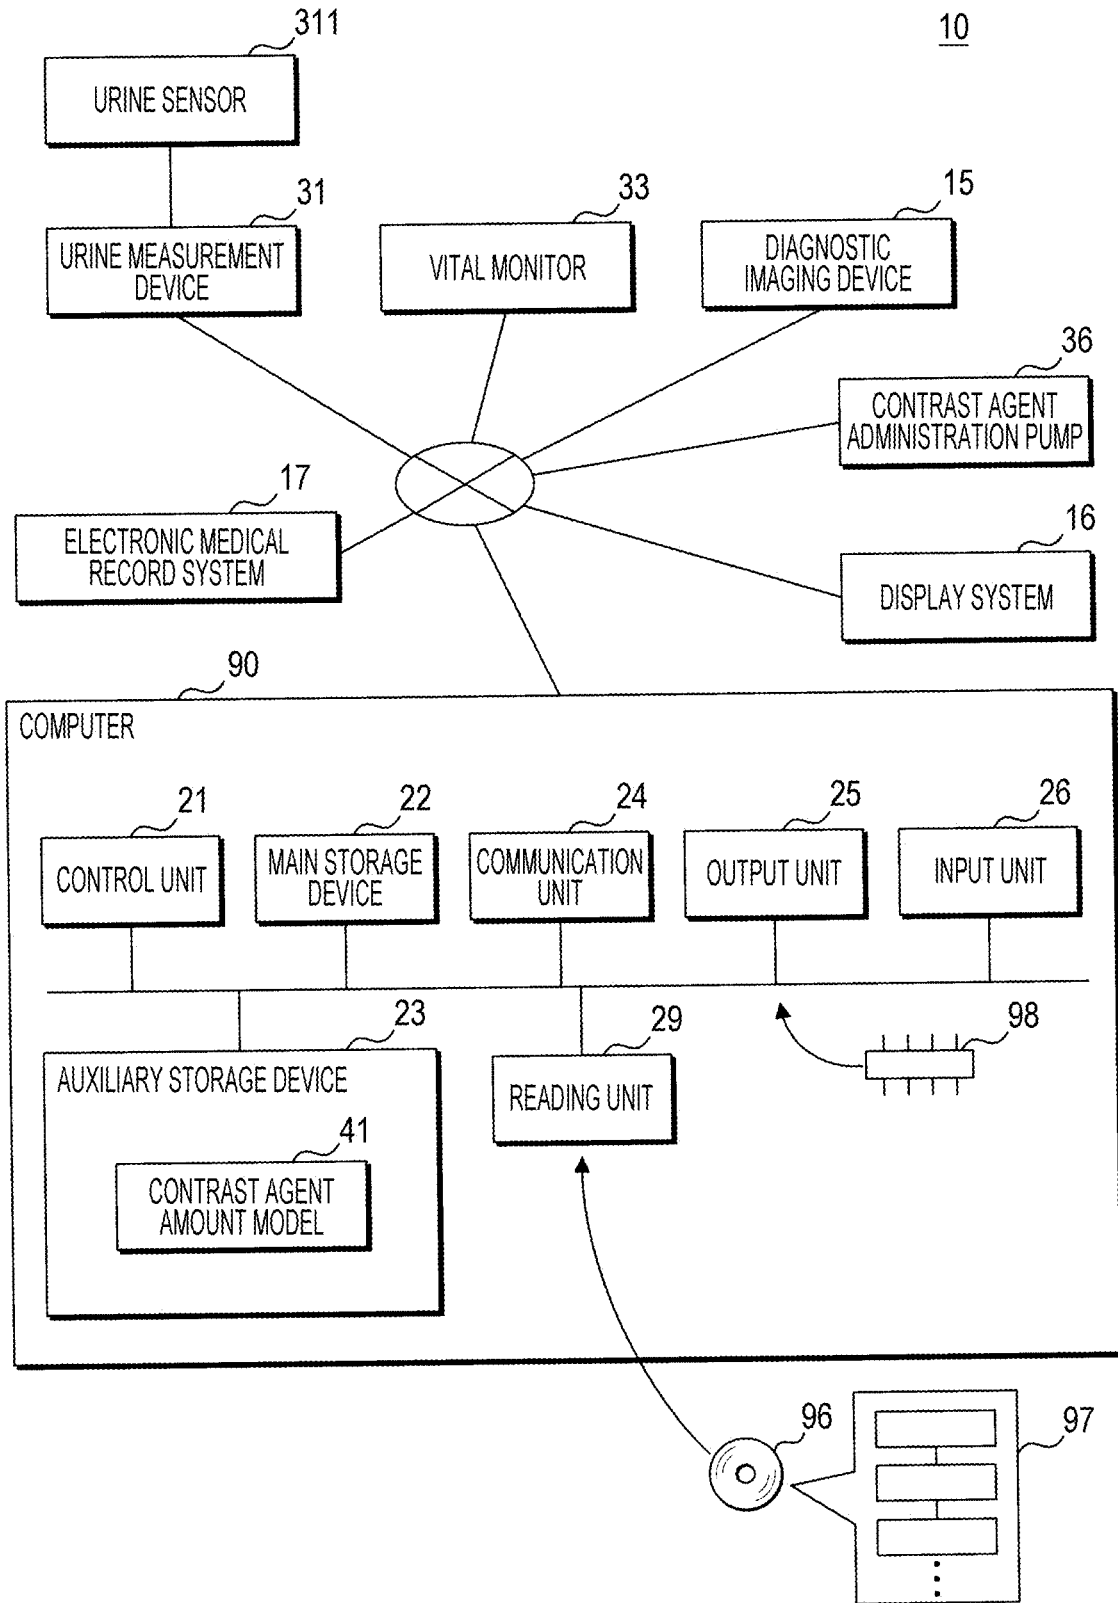 311
10
URINE SENSOR
31
33
15
URINE MEASUREMENT
DEVICE
VITAL MONITOR
DIAGNOSTIC
IMAGING DEVICE
36
CONTRAST AGENT
ADMINISTRATION PUMP
17
ELECTRONIC MEDICAL
RECORD SYSTEM
16
DISPLAY SYSTEM
90
COMPUTER
21
22
24
25
26
CONTROL UNIT
MAIN STORAGE
DEVICE
COMMUNICATION
UNIT
OUTPUT UNIT
INPUT UNIT
23
29
98
AUXILIARY STORAGE DEVICE
READING UNIT
41
CONTRAST AGENT
AMOUNT MODEL
96
97